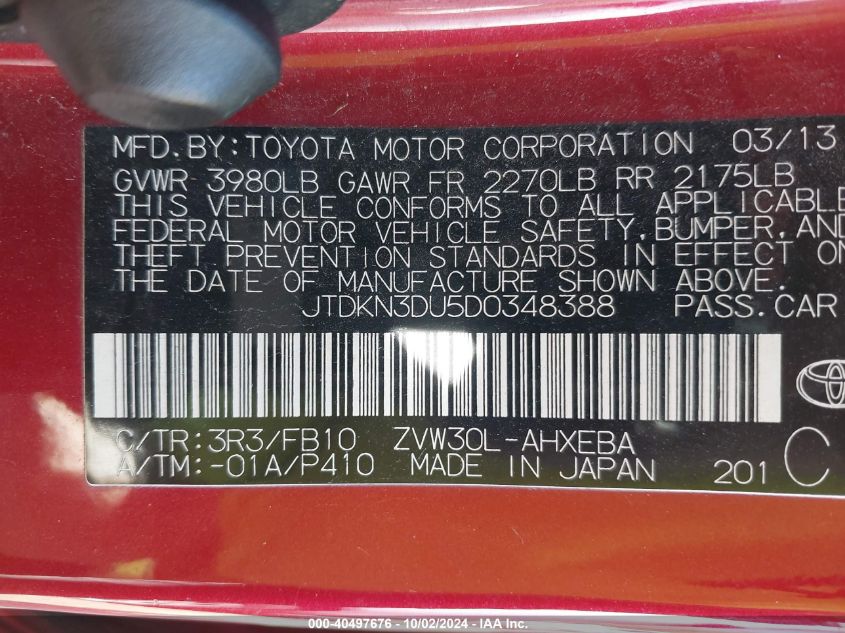 MFD.BY:TOYOTA MOTOR CORPORATION 03/13
GVWR 3980LB GAWR FR 2270LB RR 2175LB
THIS VEHICLE CONFORMS TO ALL APPLICABLE
FEDERAL MOTOR VEHICLE SAFETY,BUMPER,AND
THEFT PREVENTION STANDARDS IN EFFECT ON
THE DATE OF MANUFACTURE SHOWN ABOVE.
JTDKN3DU5D0348388 PASS.CAR
C/TR:3R3/FB10 ZVW30L-AHXEBA
A/TM:-01A/P410 MADE IN JAPAN 201 C
000-40497676 - 10/02/2024 - IAA Inc.